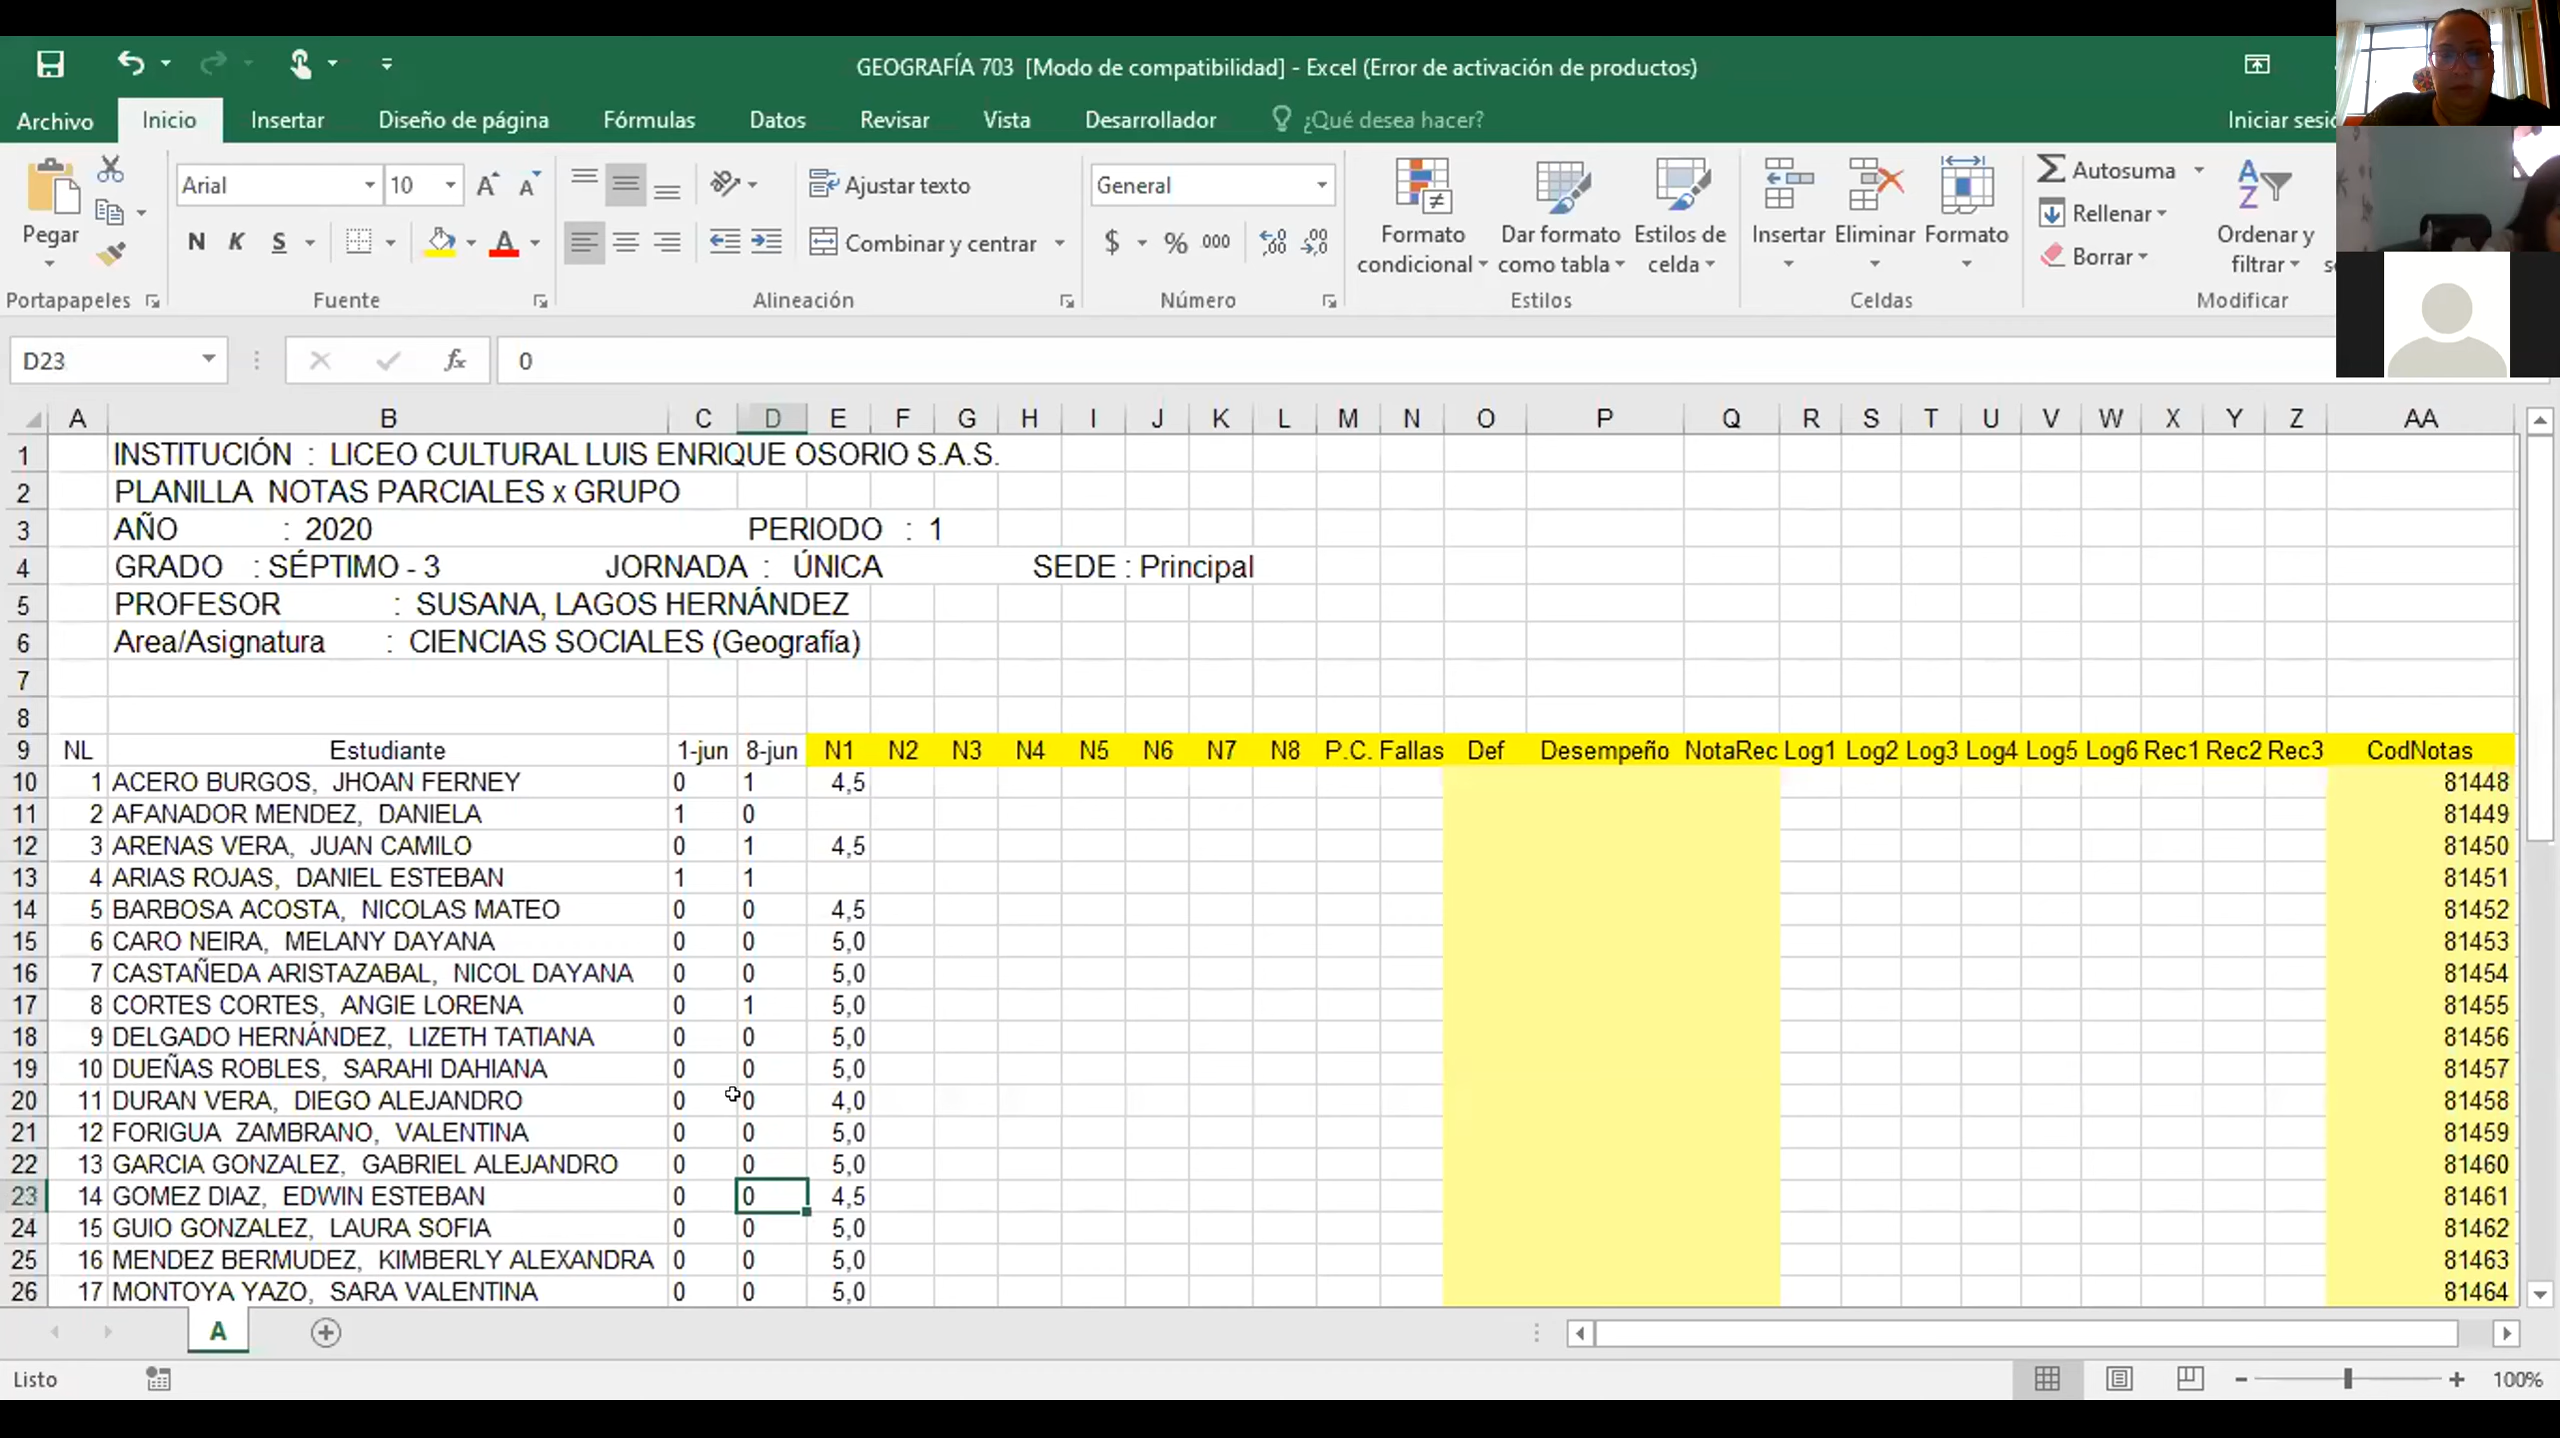 GEOGRAFÍA 703 [Modo de compatibilidad] - Excel (Error de activación de productos)
Archivo Inicio Insertar Diseño de página Fórmulas Datos Revisar Vista Desarrollador ¿Qué desea hacer? Iniciar
Pegar
Portapapeles
Arial 10
N K S
Fuente
Ajustar texto
Combinar y centrar
Alineación
General
$ % 000
Número
Formato condicional
Dar formato como tabla
Estilos de celda
Estilos
Insertar Eliminar Formato
Celdas
Autosuma
Rellenar
Borrar
Ordenar y filtrar
Modificar
D23 fx 0
A B C D E F G H I J K L M N O P Q R S T U V W X Y Z AA
1 INSTITUCIÓN : LICEO CULTURAL LUIS ENRIQUE OSORIO S.A.S.
2 PLANILLA NOTAS PARCIALES x GRUPO
3 AÑO : 2020 PERIODO : 1
4 GRADO : SÉPTIMO - 3 JORNADA : ÚNICA SEDE : Principal
5 PROFESOR : SUSANA, LAGOS HERNÁNDEZ
6 Area/Asignatura : CIENCIAS SOCIALES (Geografía)
7
8
9 NL Estudiante 1-jun 8-jun N1 N2 N3 N4 N5 N6 N7 N8 P.C. Fallas Def Desempeño NotaRec Log1 Log2 Log3 Log4 Log5 Log6 Rec1 Rec2 Rec3 CodNotas
10 1 ACERO BURGOS, JHOAN FERNEY 0 1 4,5 81448
11 2 AFANADOR MENDEZ, DANIELA 1 0 81449
12 3 ARENAS VERA, JUAN CAMILO 0 1 4,5 81450
13 4 ARIAS ROJAS, DANIEL ESTEBAN 1 1 81451
14 5 BARBOSA ACOSTA, NICOLAS MATEO 0 0 4,5 81452
15 6 CARO NEIRA, MELANY DAYANA 0 0 5,0 81453
16 7 CASTAÑEDA ARISTAZABAL, NICOL DAYANA 0 0 5,0 81454
17 8 CORTES CORTES, ANGIE LORENA 0 1 5,0 81455
18 9 DELGADO HERNÁNDEZ, LIZETH TATIANA 0 0 5,0 81456
19 10 DUEÑAS ROBLES, SARAHI DAHIANA 0 0 5,0 81457
20 11 DURAN VERA, DIEGO ALEJANDRO 0 0 4,0 81458
21 12 FORIGUA ZAMBRANO, VALENTINA 0 0 5,0 81459
22 13 GARCIA GONZALEZ, GABRIEL ALEJANDRO 0 0 5,0 81460
23 14 GOMEZ DIAZ, EDWIN ESTEBAN 0 0 4,5 81461
24 15 GUIO GONZALEZ, LAURA SOFIA 0 0 5,0 81462
25 16 MENDEZ BERMUDEZ, KIMBERLY ALEXANDRA 0 0 5,0 81463
26 17 MONTOYA YAZO, SARA VALENTINA 0 0 5,0 81464
A
Listo 100%